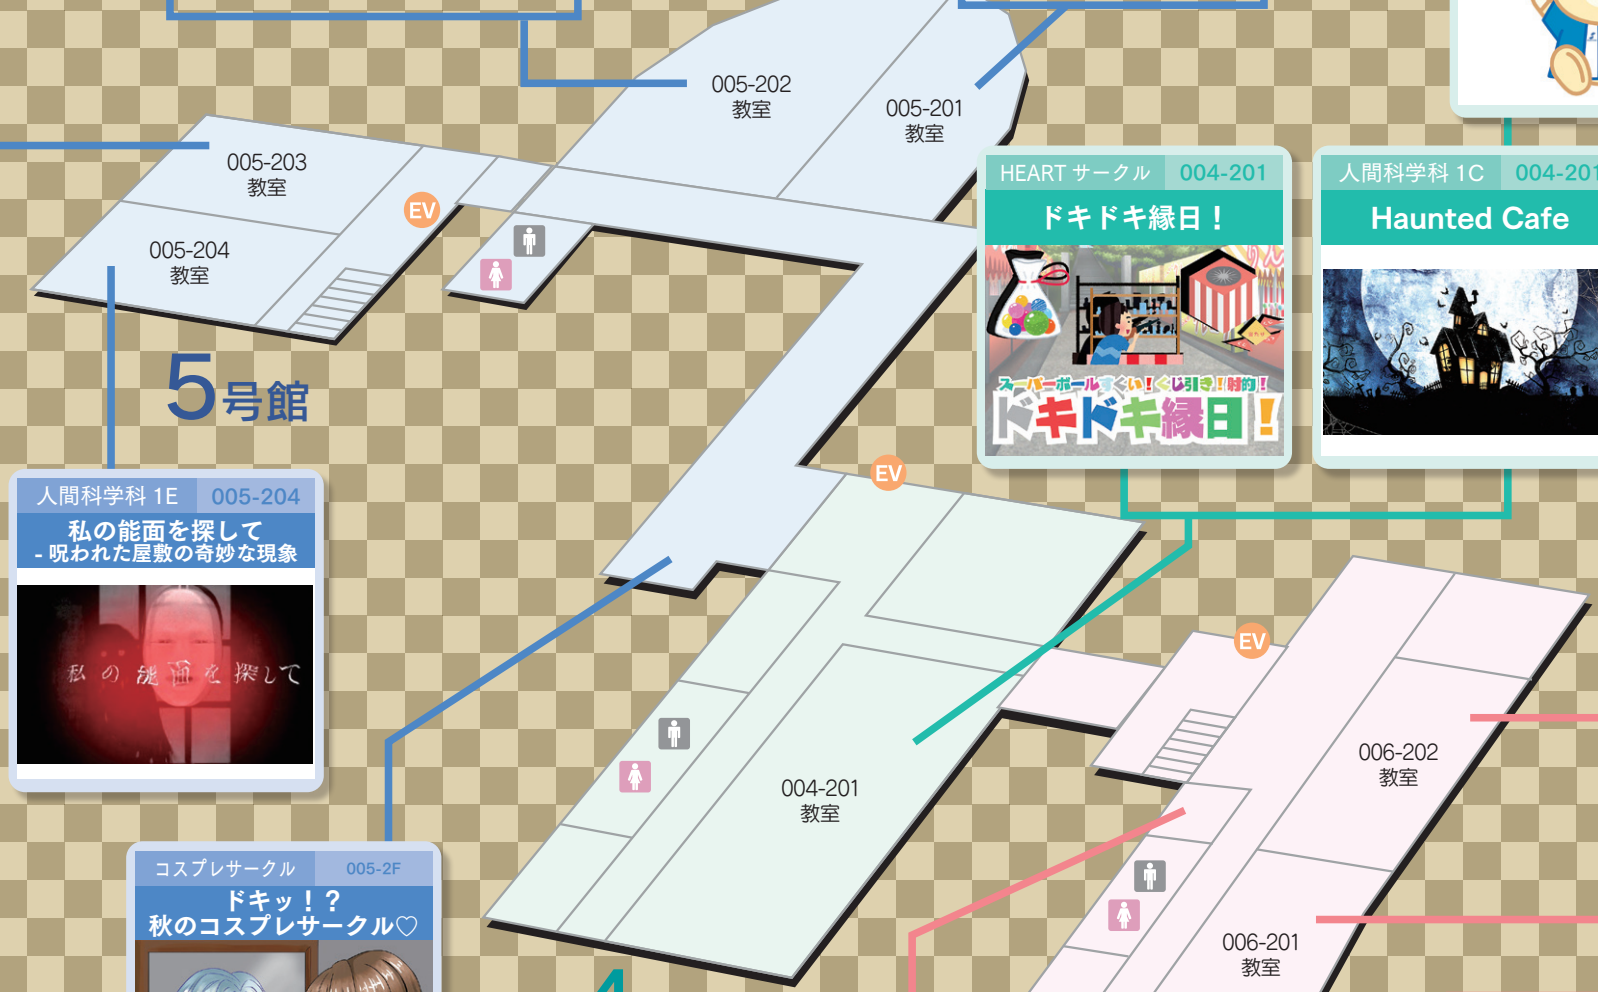 005-202
教室
005-201
教室
005-203
教室
EV
005-204
教室
5号館
HEART サークル 004-201
ドキドキ縁日！
りん
スーパーボールすくい！くじ引き！射的！
ドキドキ縁日！
人間科学科 1C 004-201
Haunted Cafe
人間科学科 1E 005-204
私の能面を探して
- 呪われた屋敷の奇妙な現象
私の能面を探して
EV
EV
004-201
教室
006-202
教室
006-201
教室
コスプレサークル 005-2F
ドキッ！？
秋のコスプレサークル♡
4